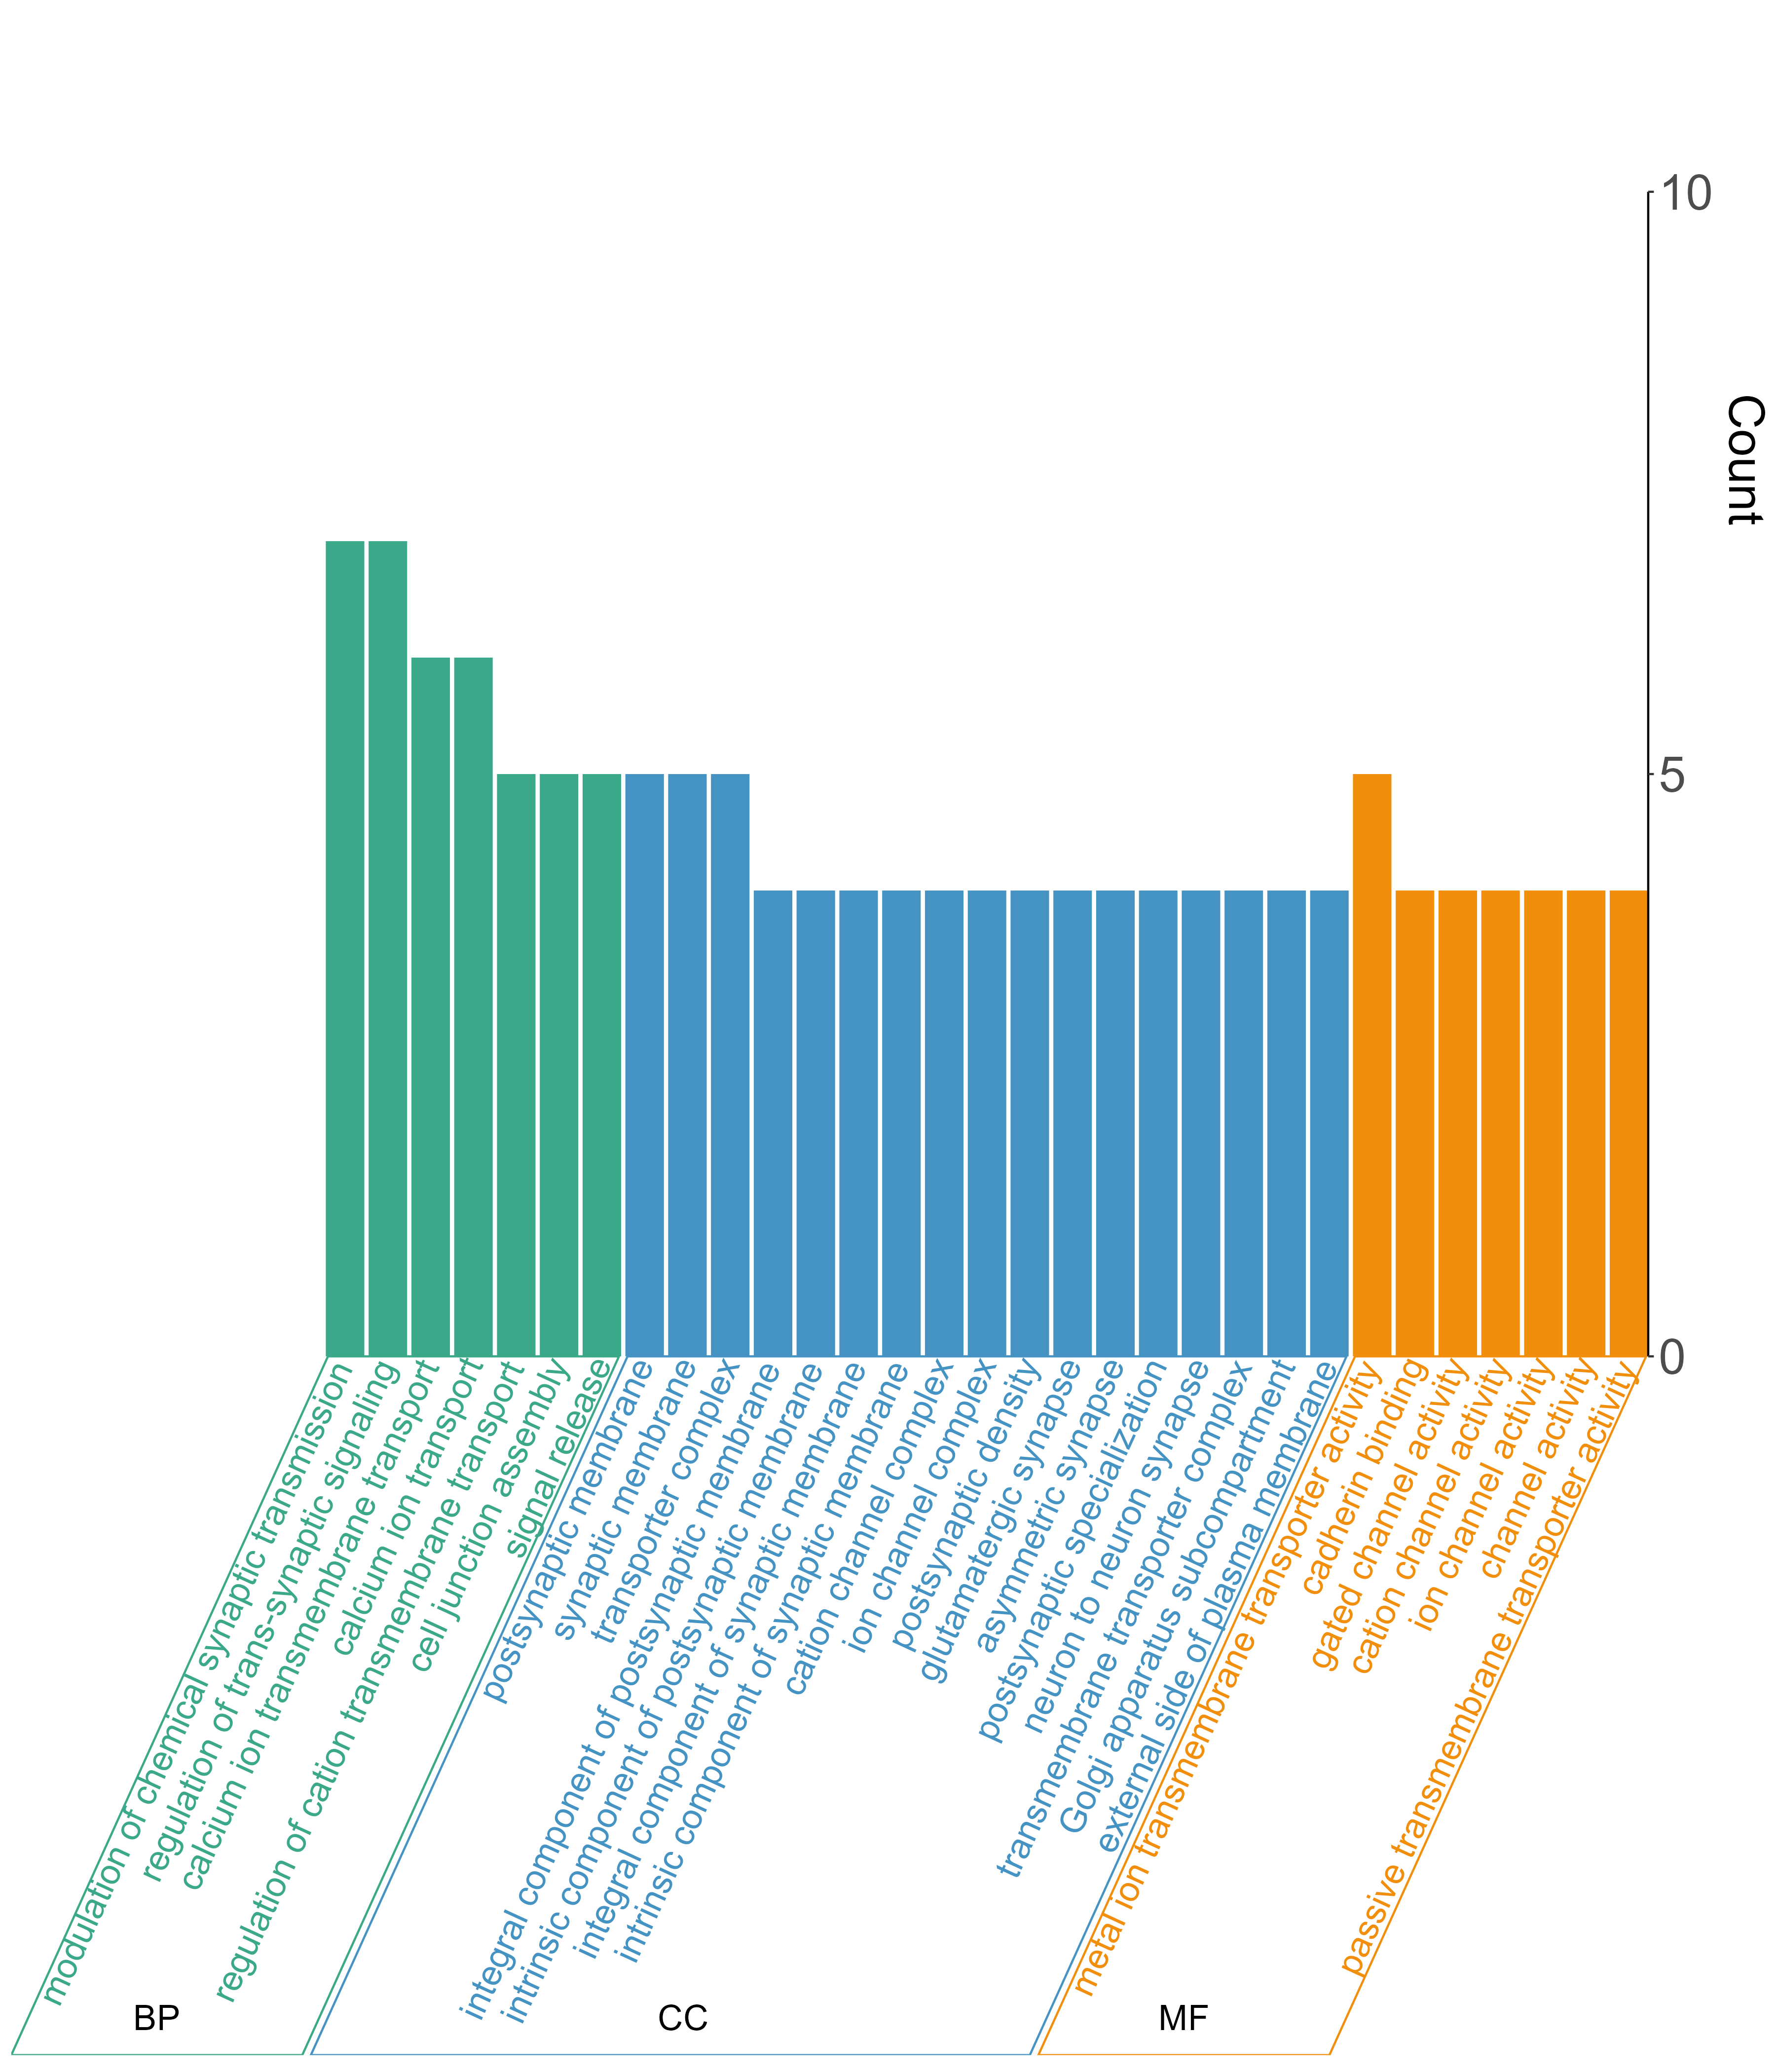 10
Count
5
0
modulation of chemical synaptic transmission
regulation of trans-synaptic signaling
calcium ion transmembrane transport
calcium ion transport
regulation of cation transmembrane transport
cell junction assembly
signal release
postsynaptic membrane
synaptic membrane
transporter complex
integral component of postsynaptic membrane
intrinsic component of postsynaptic membrane
integral component of synaptic membrane
intrinsic component of synaptic membrane
cation channel complex
ion channel complex
postsynaptic density
glutamatergic synapse
asymmetric synapse
postsynaptic specialization
neuron to neuron synapse
transmembrane transporter complex
Golgi apparatus subcompartment
external side of plasma membrane
metal ion transmembrane transporter activity
cadherin binding
gated channel activity
cation channel activity
ion channel activity
channel activity
passive transmembrane transporter activity
BP
CC
MF